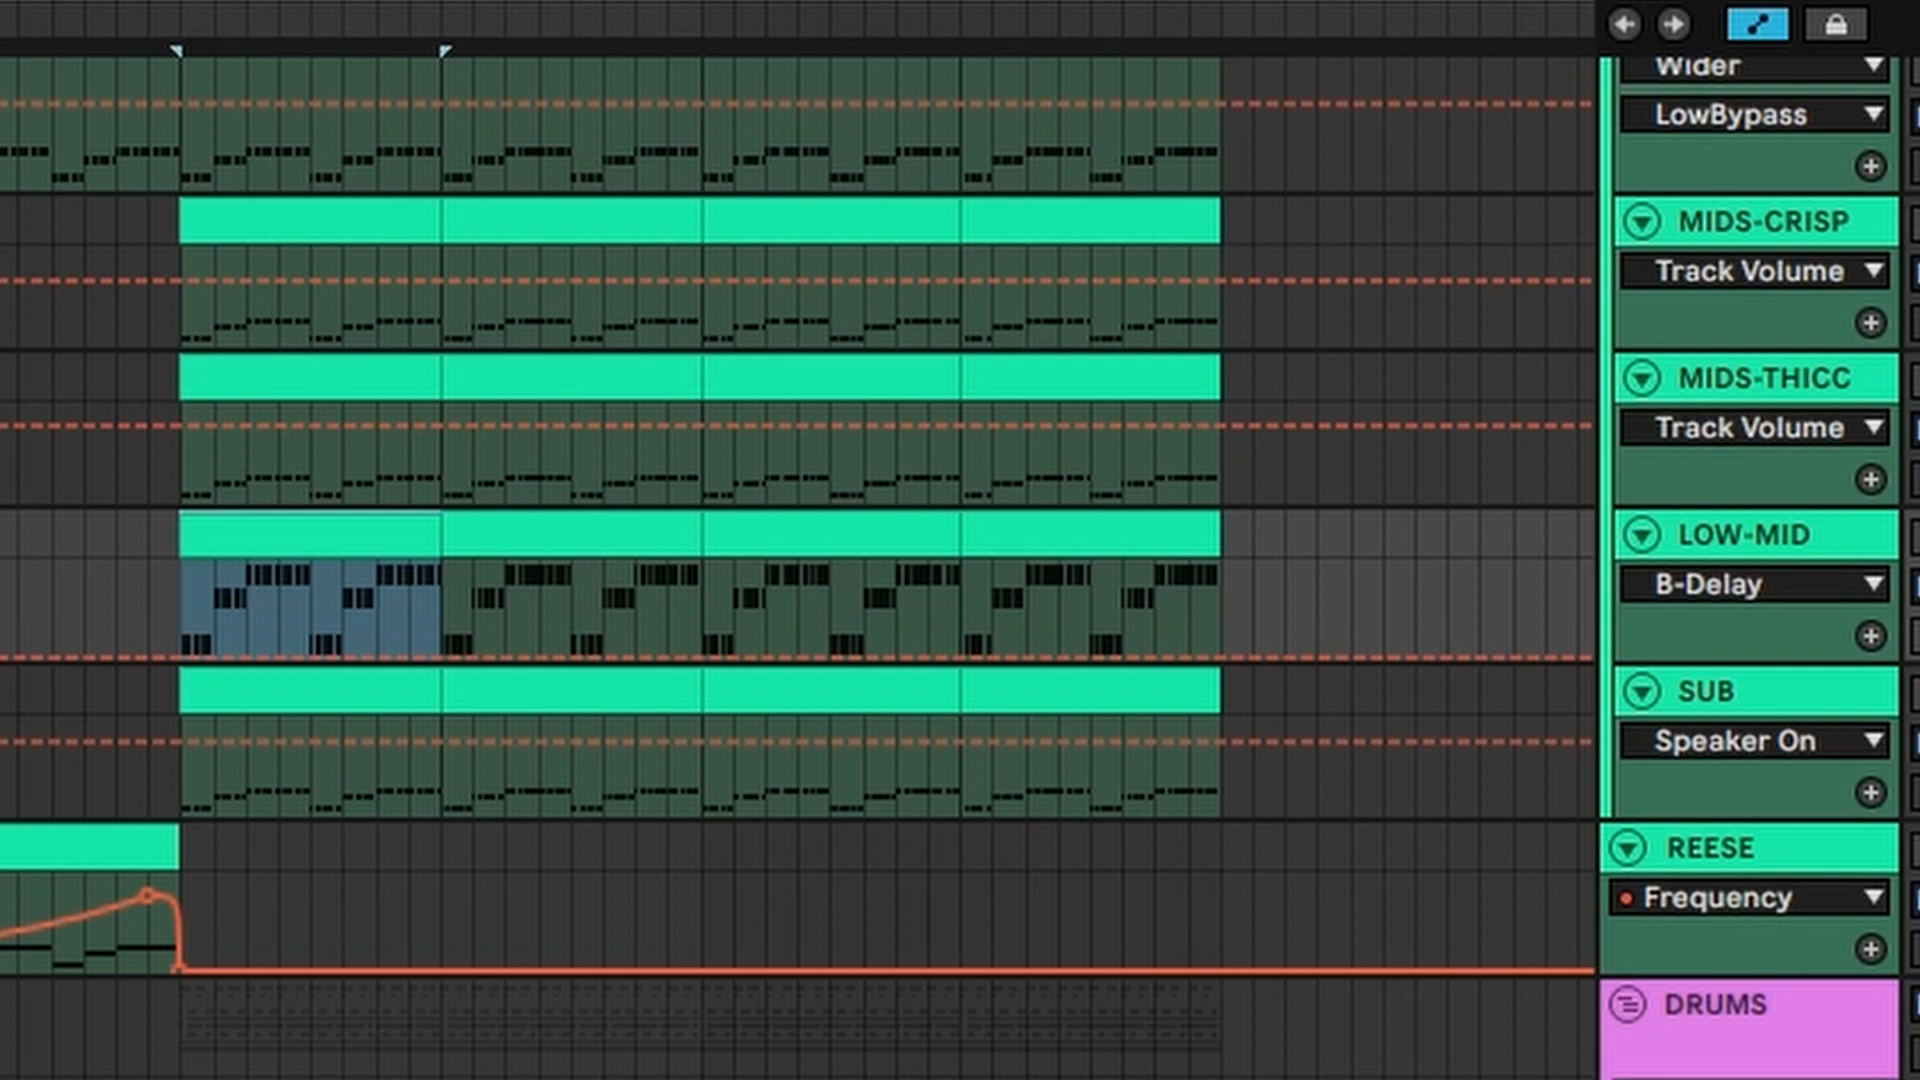 Wider
LowBypass
MIDS-CRISP
Track Volume
MIDS-THICC
Track Volume
LOW-MID
B-Delay
SUB
Speaker On
REESE
Frequency
DRUMS